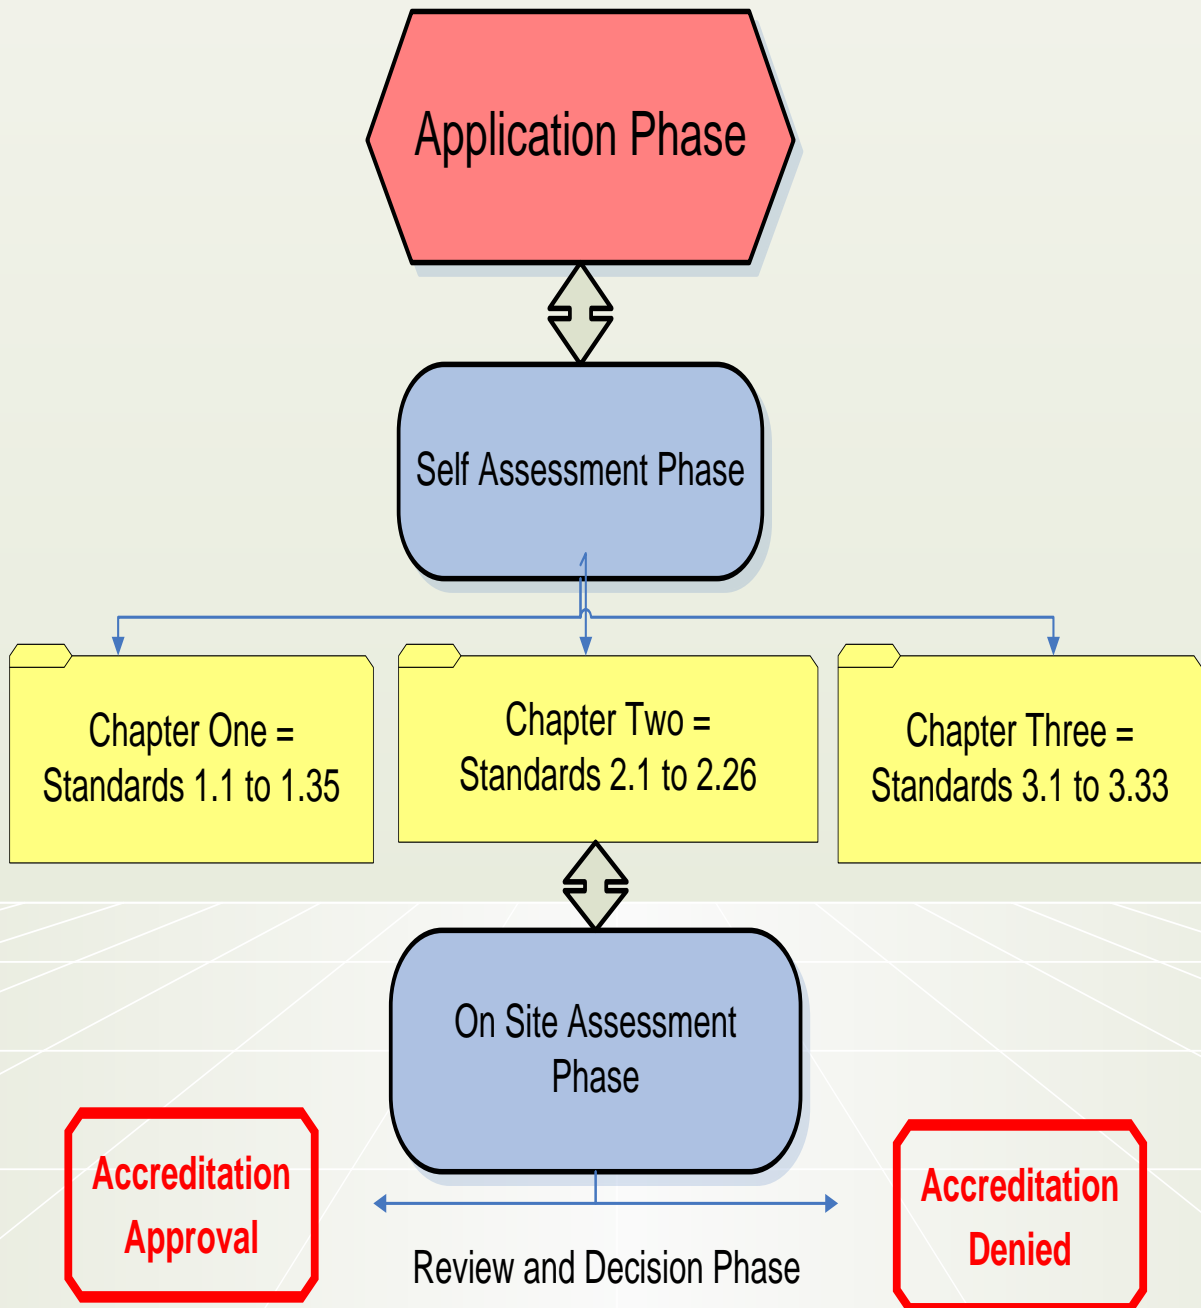 Application Phase
Self Assessment Phase
Chapter One =
Standards 1.1 to 1.35
Chapter Two =
Standards 2.1 to 2.26
Chapter Three =
Standards 3.1 to 3.33
On Site Assessment
Phase
Accreditation
Approval
Review and Decision Phase
Accreditation
Denied